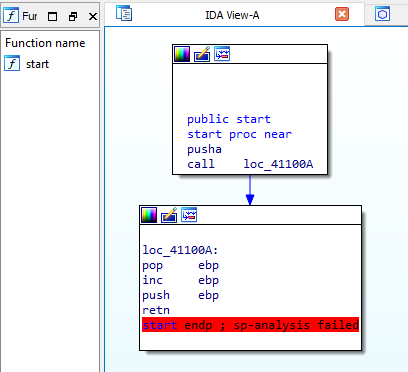 Fur
IDA View-A
Function name
f start
public start
start proc near
pusha
call loc_41100A
loc_41100A:
pop ebp
inc ebp
push ebp
retn
start endp ; sp-analysis failed